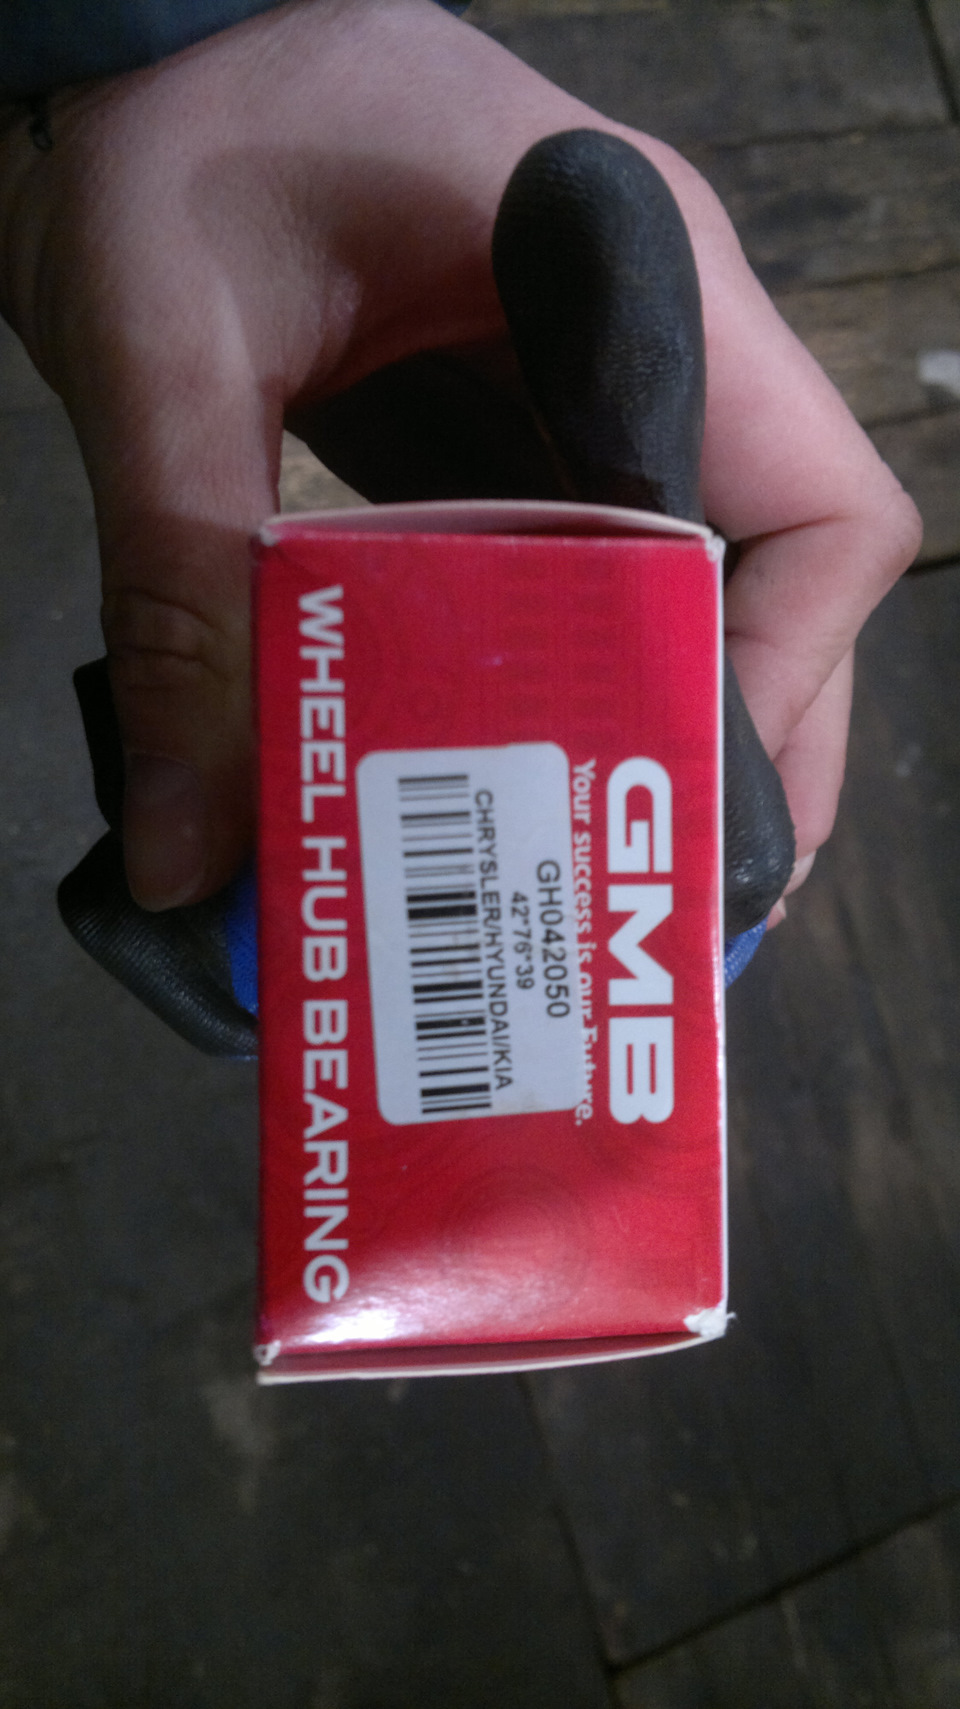 GMB
Your success is our Future.
GH042050
42*76*39
CHRYSLER/HYUNDAI/KIA
WHEEL HUB BEARING